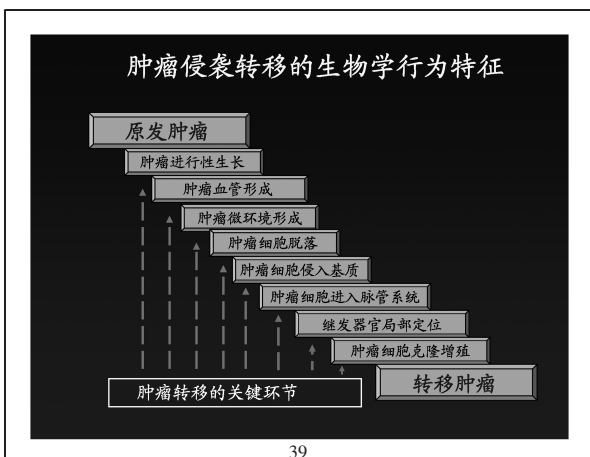 肿瘤侵袭转移的生物学行为特征
原发肿瘤
肿瘤进行性生长
肿瘤血管形成
肿瘤微环境形成
肿瘤细胞脱落
肿瘤细胞侵入基质
肿瘤细胞进入脉管系统
继发器官局部定位
肿瘤细胞克隆增殖
转移肿瘤
肿瘤转移的关键环节
39